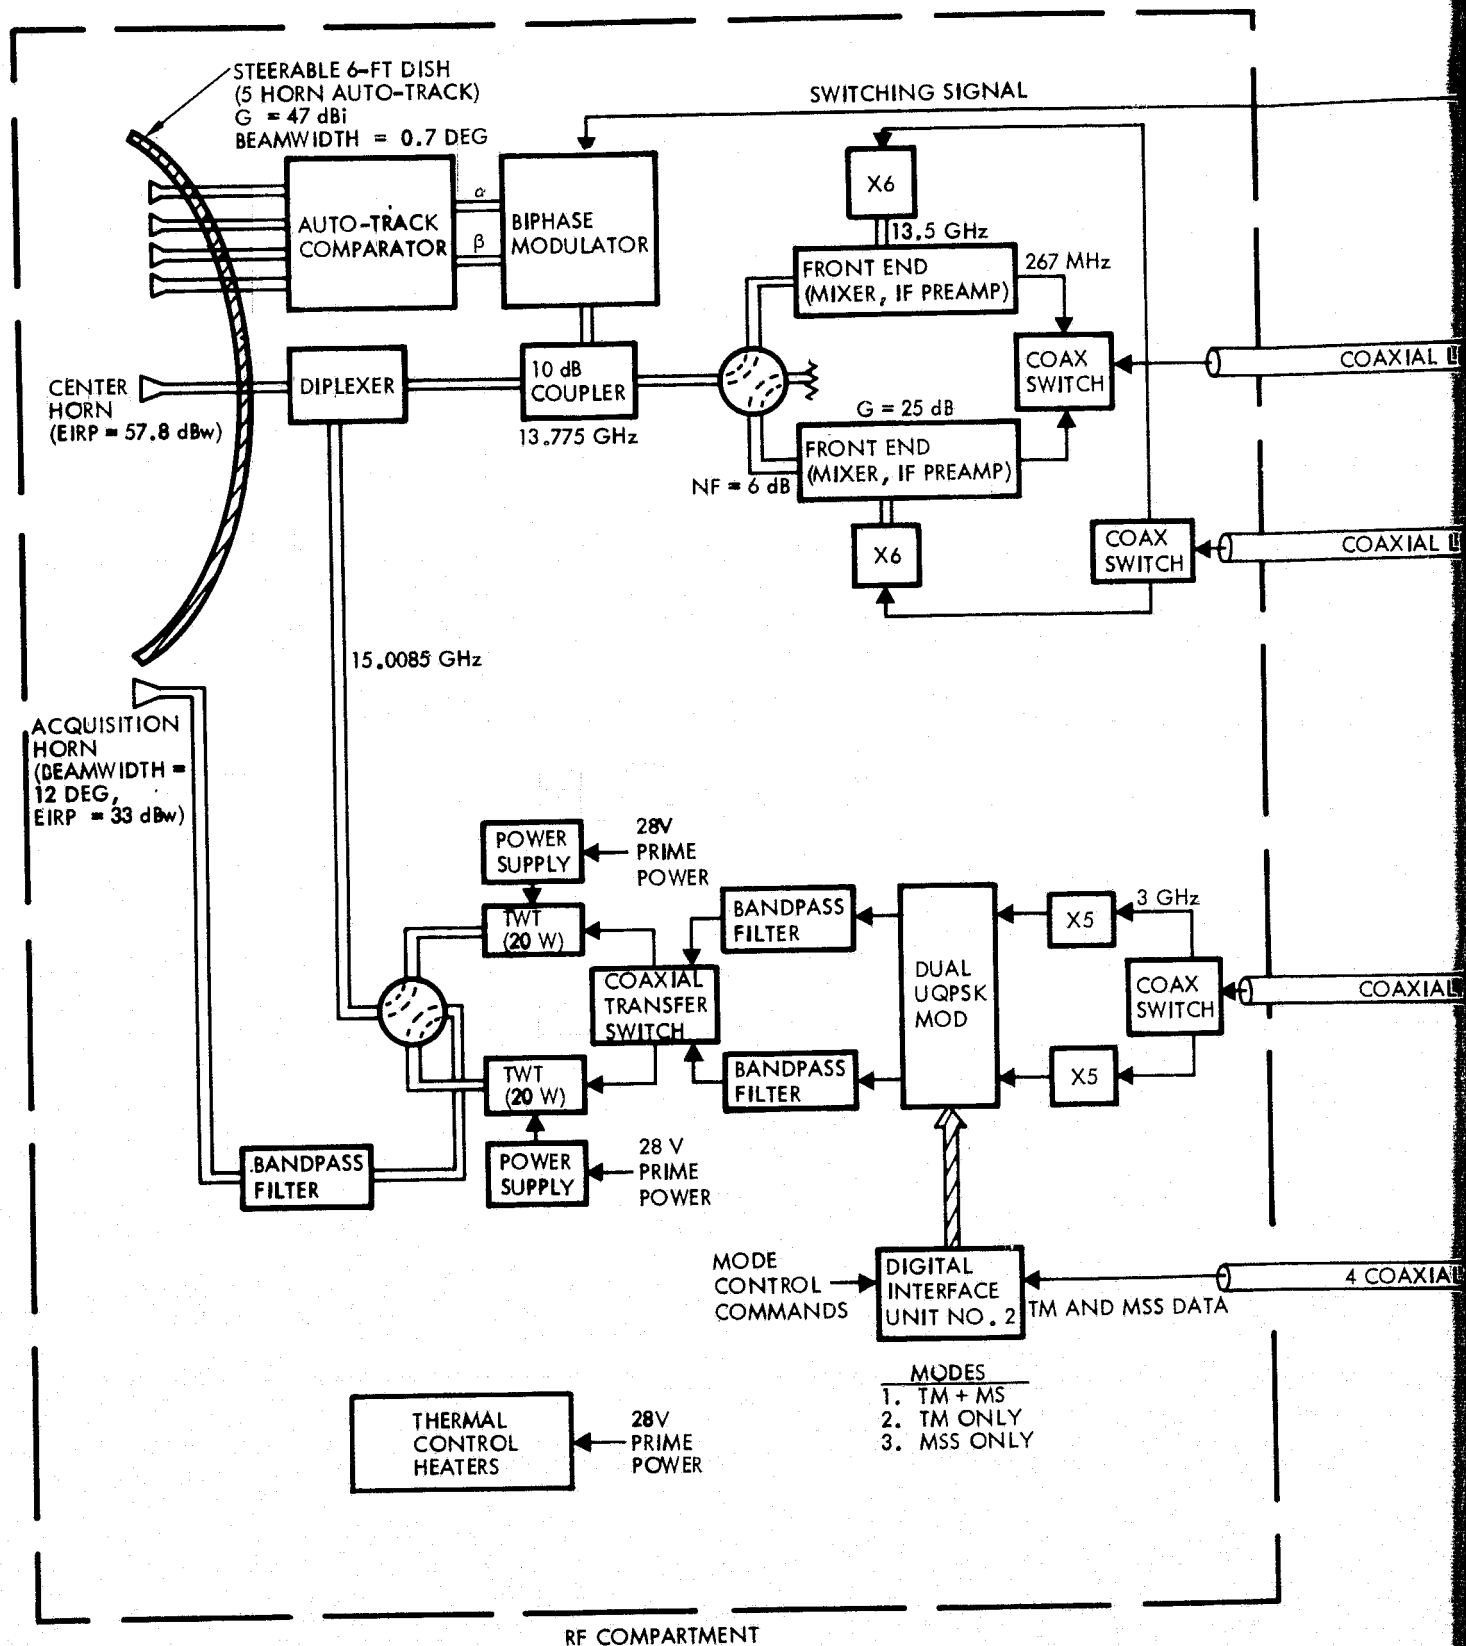 STEERABLE 6-FT DISH
(5 HORN AUTO-TRACK)
G = 47 dBi
BEAMWIDTH = 0.7 DEG
SWITCHING SIGNAL
AUTO-TRACK
COMPARATOR
α
β
BIPHASE
MODULATOR
X6
13.5 GHz
FRONT END
(MIXER, IF PREAMP)
267 MHz
COAX
SWITCH
COAXIAL
CENTER
HORN
(EIRP = 57.8 dBw)
DIPLEXER
10 dB
COUPLER
13.775 GHz
G = 25 dB
FRONT END
(MIXER, IF PREAMP)
NF = 6 dB
X6
COAX
SWITCH
COAXIAL
15.0085 GHz
ACQUISITION
HORN
(BEAMWIDTH =
12 DEG,
EIRP = 33 dBw)
POWER
SUPPLY
28V
PRIME
POWER
TWT
(20 W)
BANDPASS
FILTER
COAXIAL
TRANSFER
SWITCH
DUAL
UQPSK
MOD
X5
3 GHz
COAX
SWITCH
COAXIAL
BANDPASS
FILTER
X5
TWT
(20 W)
POWER
SUPPLY
28 V
PRIME
POWER
.BANDPASS
FILTER
MODE
CONTROL
COMMANDS
DIGITAL
INTERFACE
UNIT NO. 2
4 COAXIAL
TM AND MSS DATA
MODES
1. TM + MS
2. TM ONLY
3. MSS ONLY
THERMAL
CONTROL
HEATERS
28V
PRIME
POWER
RF COMPARTMENT